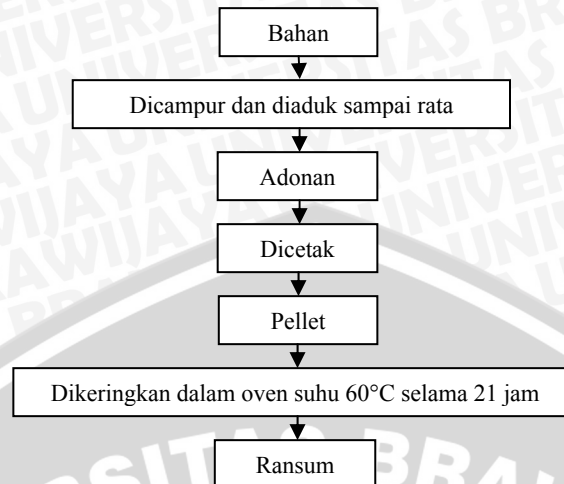 Bahan
Dicampur dan diaduk sampai rata
Adonan
Dicetak
Pellet
Dikeringkan dalam oven suhu 60°C selama 21 jam
Ransum